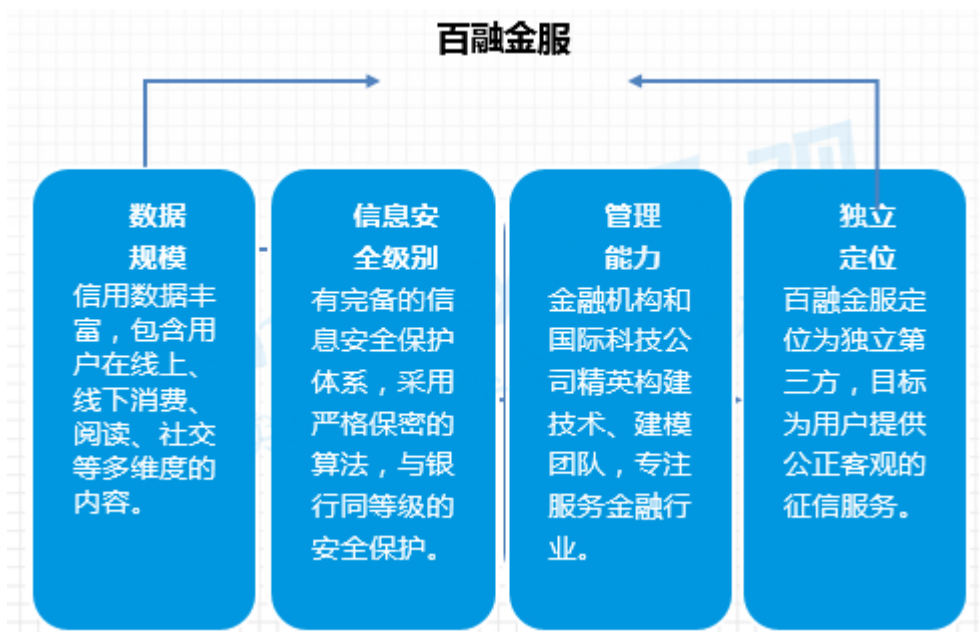 百融金服
数据
规模
信用数据丰
富，包含用
户在线上、
线下消费、
阅读、社交
等多维度的
内容。
信息安
全级别
有完备的信
息安全保护
体系，采用
严格保密的
算法，与银
行同等级的
安全保护。
管理
能力
金融机构和
国际科技公
司精英构建
技术、建模
团队，专注
服务金融行
业。
独立
定位
百融金服定
位为独立第
三方，目标
为用户提供
公正客观的
征信服务。